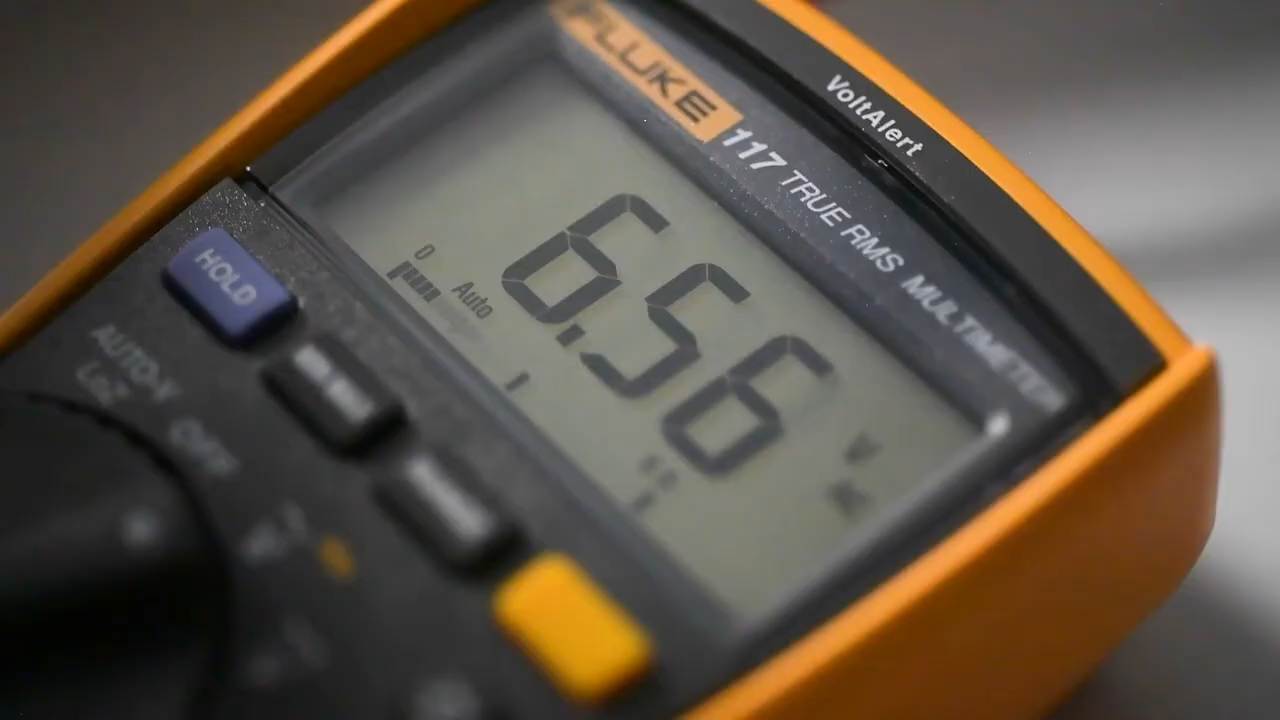 FLUKE
117 TRUE RMS MULTIMETER
VoltAlert
6.56
0
Auto
V
HOLD
AUTO-V
LoZ
OFF